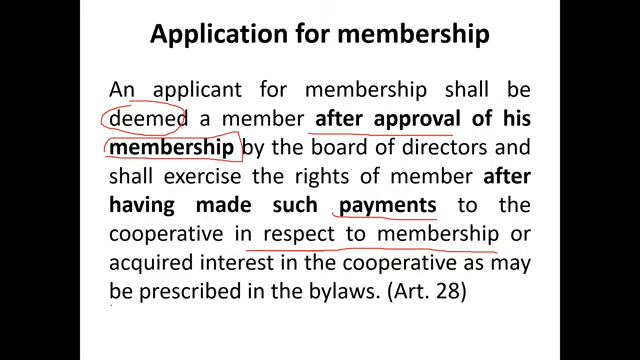 Application for membership
An applicant for membership shall be
deemed a member after approval of his
membership by the board of directors and
shall exercise the rights of member after
having made such payments to the
cooperative in respect to membership or
acquired interest in the cooperative as may
be prescribed in the bylaws. (Art. 28)